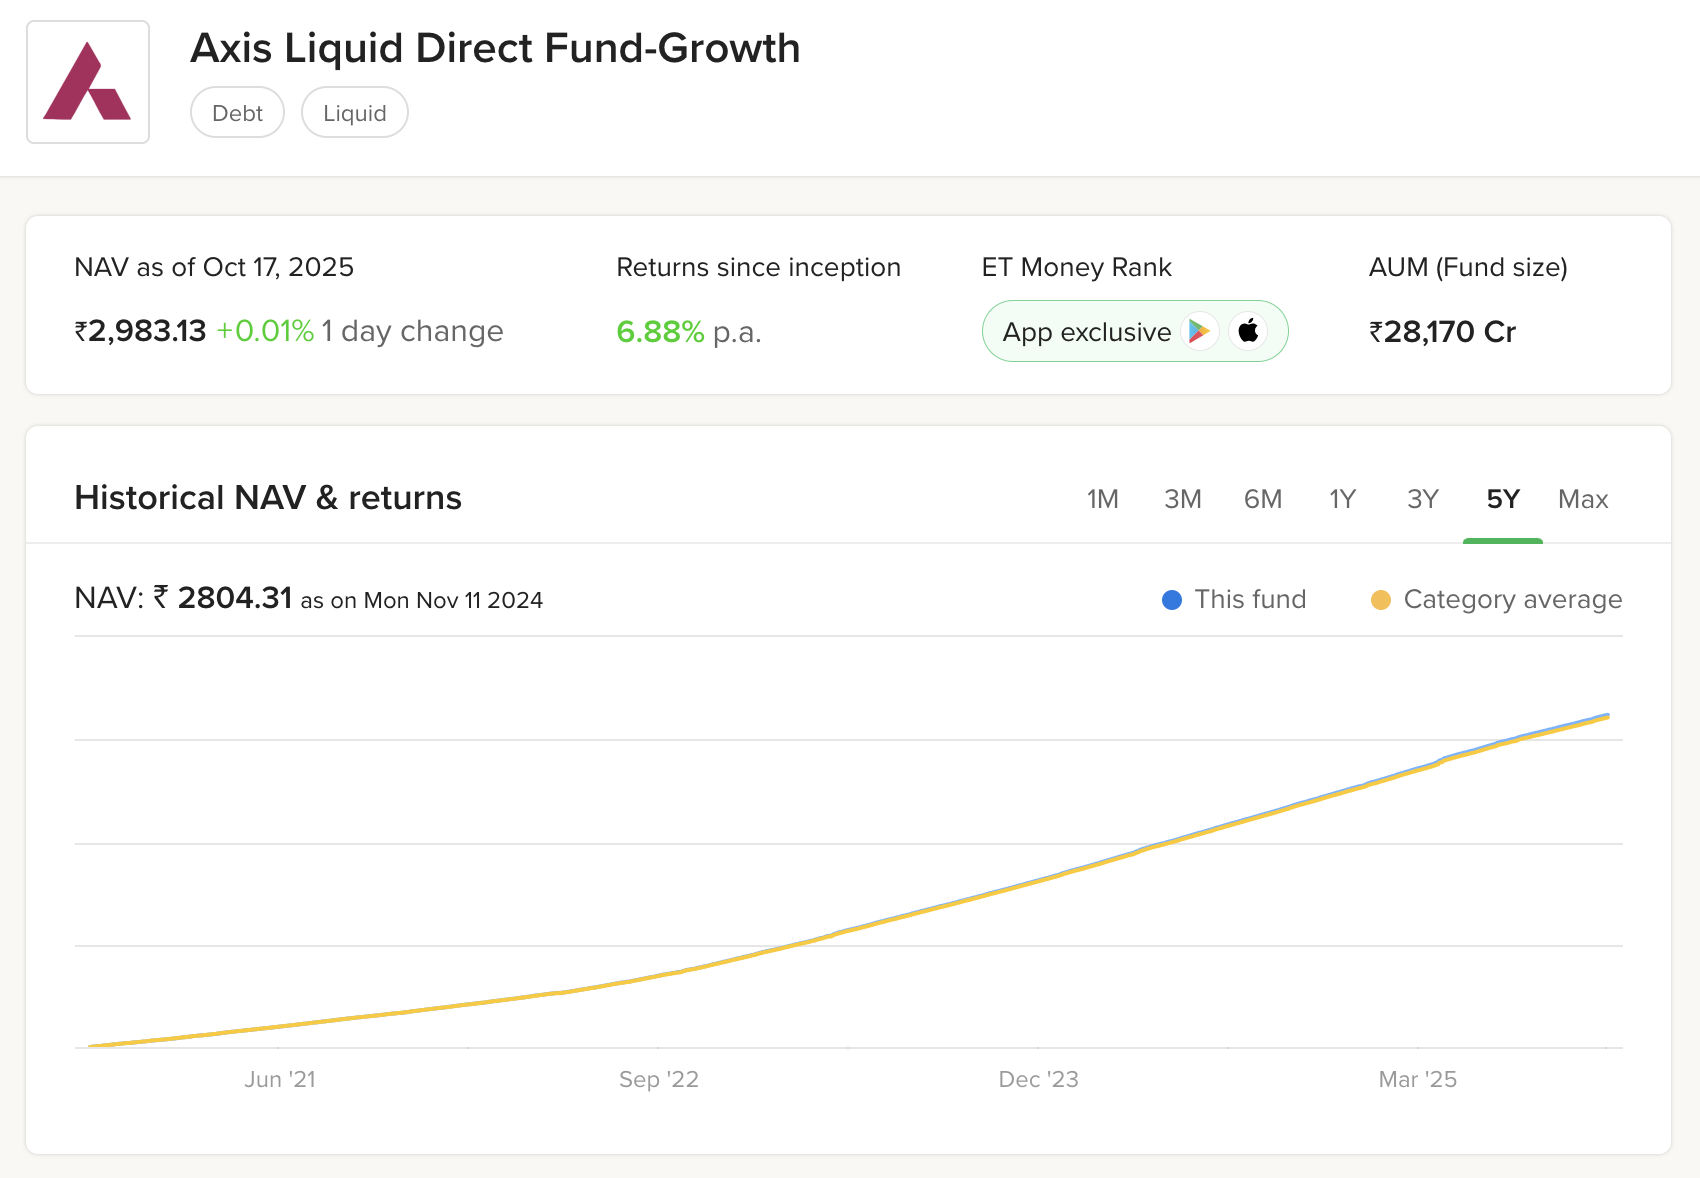 Axis Liquid Direct Fund-Growth
Debt Liquid
NAV as of Oct 17, 2025 Returns since inception ET Money Rank AUM (Fund size)
₹2,983.13 +0.01% 1 day change 6.88% p.a. App exclusive ₹28,170 Cr
Historical NAV & returns 1M 3M 6M 1Y 3Y 5Y Max
NAV: ₹ 2804.31 as on Mon Nov 11 2024 This fund Category average
Jun '21 Sep '22 Dec '23 Mar '25